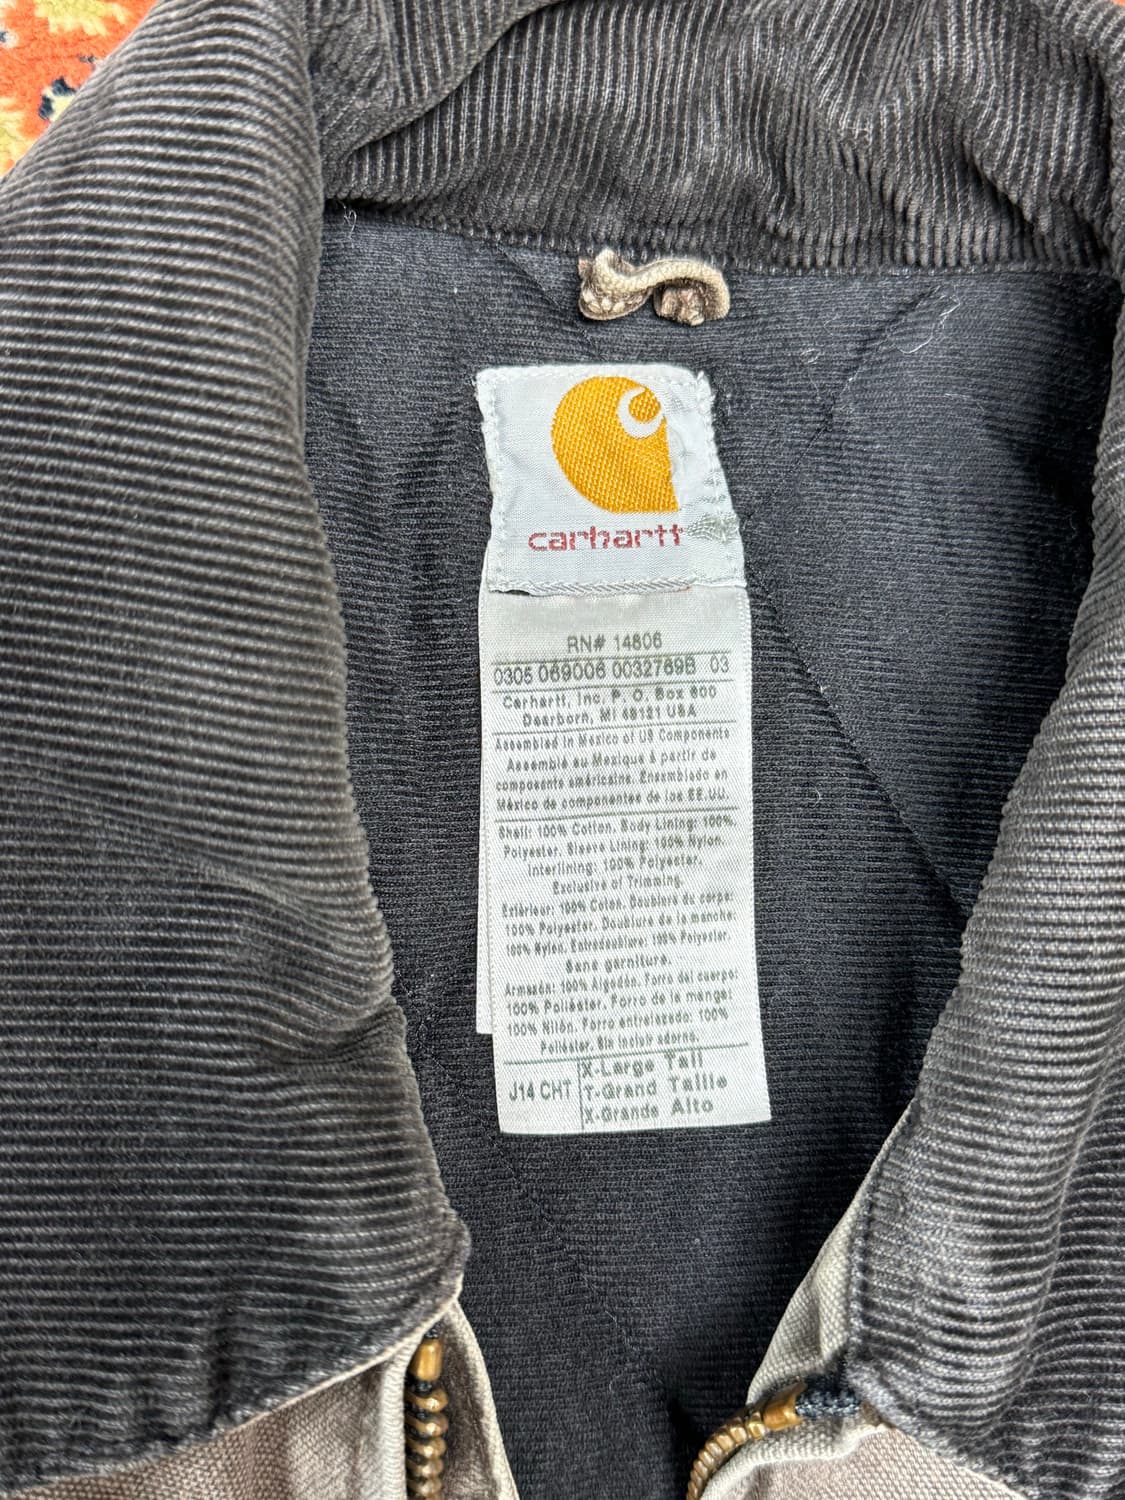 carhartt
RN# 14806
0305 069006 0032769B 03
Carhartt, Inc. P. O. Box 600
Dearborn, MI 48121 USA
Assembled in Mexico of US Components
Assemblé au Mexique à partir de
composants américaine. Ensamblado en
México de componentes de los EE.UU.
Shell: 100% Cotton, Body Lining: 100%
Polyester, Sleeve Lining: 100% Nylon.
Interlining: 100% Polyester.
Exclusive of Trimming.
Extérieur: 100% Coton. Doublure du corps:
100% Polyester. Doublure de la manche:
100% Nylon. Entredoublure: 100% Polyester.
Sans garniture.
Armasón: 100% Algodón. Forro del cuerpo:
100% Poliéster. Forro de la manga:
100% Nilón. Forro entrelazado: 100%
Poliéster. Sin incluir adorno.
J14 CHT
X-Large Tall
T-Grand Taille
X-Grande Alto